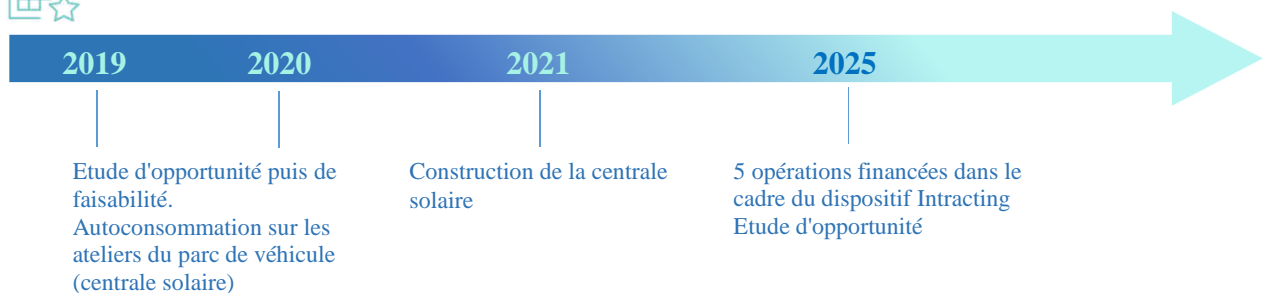 2019 2020 2021 2025
Etude d'opportunité puis de
faisabilité.
Autoconsommation sur les
ateliers du parc de véhicule
(centrale solaire)
Construction de la centrale
solaire
5 opérations financées dans le
cadre du dispositif Intracting
Etude d'opportunité